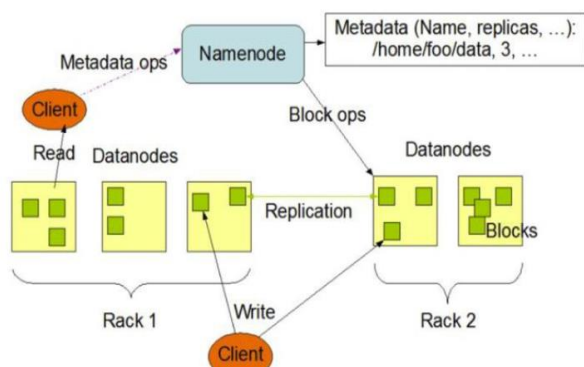 Metadata (Name, replicas, …):
/home/foo/data, 3, …
Namenode
Metadata ops
Client
Block ops
Read
Datanodes
Datanodes
Replication
Blocks
Rack 1
Write
Rack 2
Client